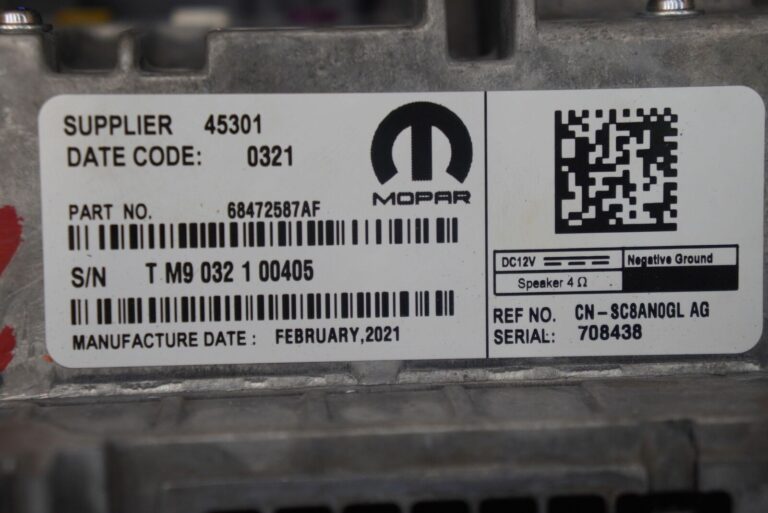 SUPPLIER 45301
DATE CODE: 0321
MOPAR
PART NO. 68472587AF
S/N T M9 032 1 00405
MANUFACTURE DATE : FEBRUARY,2021
DC12V Negative Ground
Speaker 4 Ω
REF NO. CN - SC8AN0GL AG
SERIAL: 708438